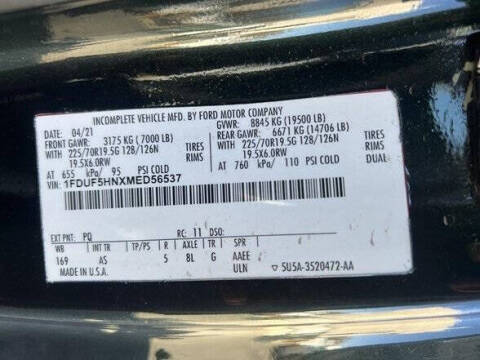 INCOMPLETE VEHICLE MFD. BY FORD MOTOR COMPANY
04/21 GVWR: 8845 KG (19500 LB)
FRONT GAWR: 3175 KG (7000 LB) REAR GAWR: 6671 KG (14706 LB)
WITH 225/70R19.5G 128/126N TIRES WITH 225/70R19.5G 128/126N TIRES
19.5X6.0RW RIMS 19.5X6.0RW RIMS
AT 655 kPa/ 95 PSI COLD AT 760 kPa/ 110 PSI COLD DUAL
1FDUF5HNXMED56537
EXT PNT: PQ RC: 11 DSO:
WB INT TR TP/PS R AXLE TR SPR
169 AS 5 8L G AAEE
MADE IN U.S.A. ULN 5U5A-3520472-AA